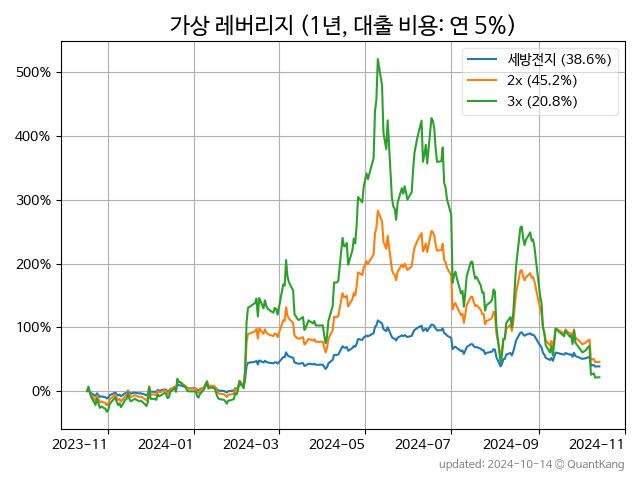 가상 레버리지 (1년, 대출 비용: 연 5%)
500%
400%
300%
200%
100%
0%
세방전지 (38.6%)
2x (45.2%)
3x (20.8%)
2023-11
2024-01
2024-03
2024-05
2024-07
2024-09
2024-11
updated: 2024-10-14 © QuantKang